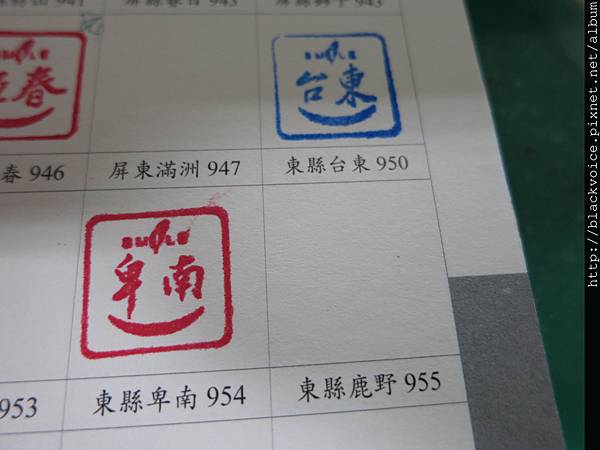 春
台東
春 946
屏東滿洲 947
東縣台東 950
卑南
953
東縣卑南 954
東縣鹿野 955
http://blackvoice.pixnet.net/album